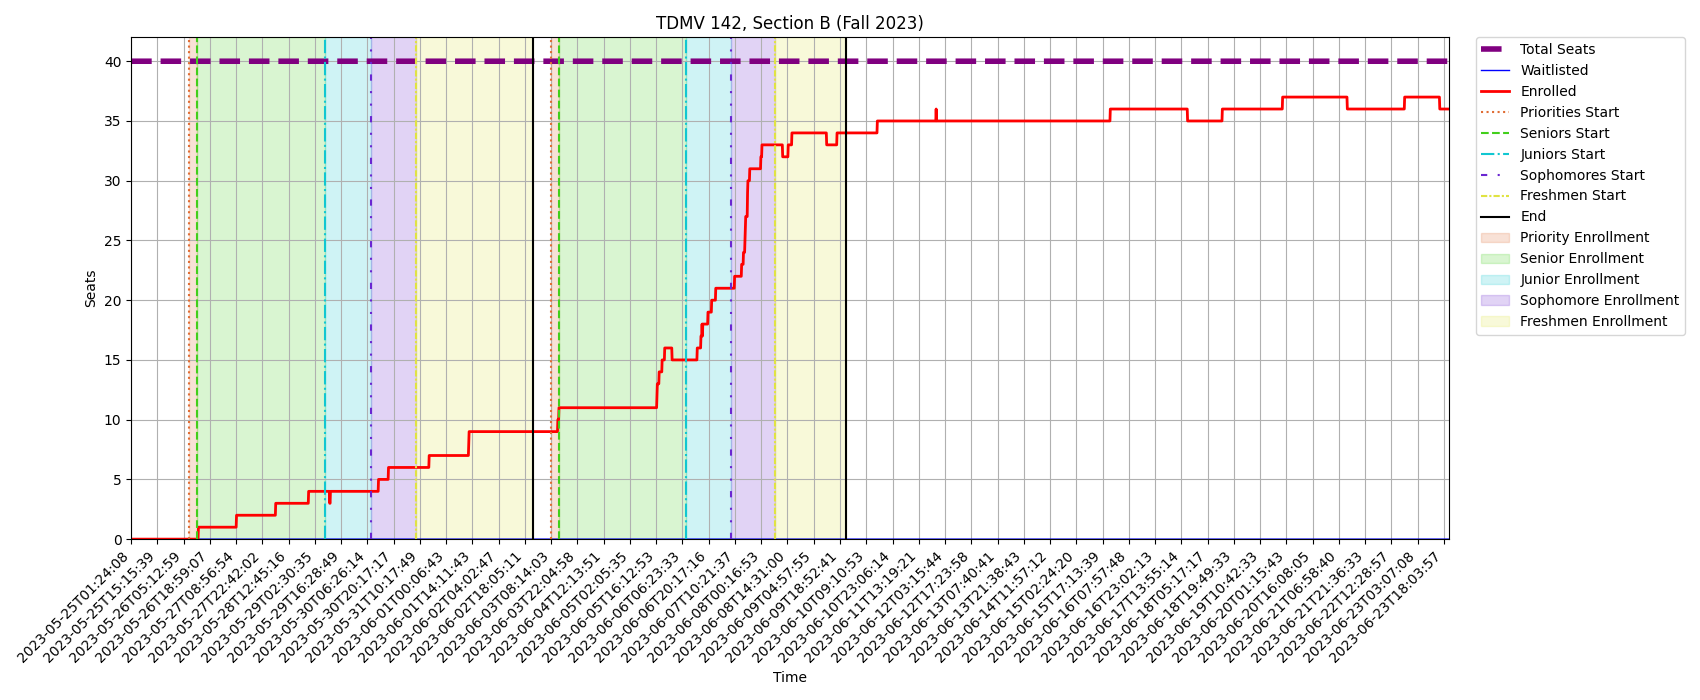 TDMV 142, Section B (Fall 2023)
Seats
40
35
30
25
20
15
10
5
0
2023-05-25T01:24:08
2023-05-25T15:15:39
2023-05-26T05:12:59
2023-05-26T18:59:07
2023-05-27T08:56:54
2023-05-27T22:42:02
2023-05-28T12:45:16
2023-05-29T02:30:35
2023-05-29T16:28:49
2023-05-30T06:26:14
2023-05-30T20:17:17
2023-05-31T10:17:49
2023-06-01T00:06:43
2023-06-01T14:11:43
2023-06-02T04:02:47
2023-06-02T18:05:11
2023-06-03T08:14:03
2023-06-03T22:04:58
2023-06-04T12:13:51
2023-06-05T02:05:35
2023-06-05T16:12:53
2023-06-06T06:23:33
2023-06-06T20:17:16
2023-06-07T10:21:37
2023-06-08T00:16:53
2023-06-08T14:31:00
2023-06-09T04:57:55
2023-06-09T18:52:41
2023-06-10T09:10:53
2023-06-10T23:06:14
2023-06-11T13:19:21
2023-06-12T03:15:44
2023-06-12T17:23:58
2023-06-13T07:40:41
2023-06-13T21:38:43
2023-06-14T11:57:12
2023-06-15T02:24:20
2023-06-15T17:13:39
2023-06-16T07:57:48
2023-06-16T23:02:13
2023-06-17T13:55:14
2023-06-18T05:17:17
2023-06-18T19:49:33
2023-06-19T10:42:33
2023-06-20T01:15:43
2023-06-20T16:08:05
2023-06-21T06:58:40
2023-06-21T21:36:33
2023-06-22T12:28:57
2023-06-23T03:07:08
2023-06-23T18:03:57
Time
Total Seats
Waitlisted
Enrolled
Priorities Start
Seniors Start
Juniors Start
Sophomores Start
Freshmen Start
End
Priority Enrollment
Senior Enrollment
Junior Enrollment
Sophomore Enrollment
Freshmen Enrollment